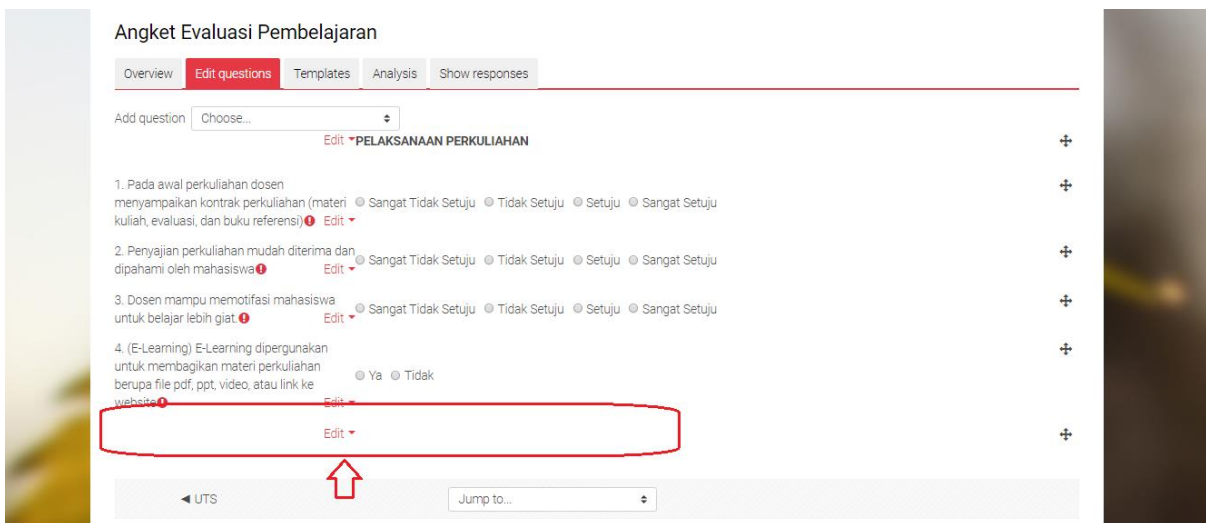 Angket Evaluasi Pembelajaran
Overview Edit questions Templates Analysis Show responses
Add question Choose...
Edit PELAKSANAAN PERKULIAHAN
1. Pada awal perkuliahan dosen
menyampaikan kontrak perkuliahan (materi Sangat Tidak Setuju Tidak Setuju Setuju Sangat Setuju
kuliah, evaluasi, dan buku referensi) Edit
2. Penyajian perkuliahan mudah diterima dan
Sangat Tidak Setuju Tidak Setuju Setuju Sangat Setuju
dipahami oleh mahasiswa Edit
3. Dosen mampu memotifasi mahasiswa
Sangat Tidak Setuju Tidak Setuju Setuju Sangat Setuju
untuk belajar lebih giat. Edit
4. (E-Learning) E-Learning dipergunakan
untuk membagikan materi perkuliahan
Ya Tidak
berupa file pdf, ppt, video, atau link ke
website Edit
Edit
◄ UTS Jump to...